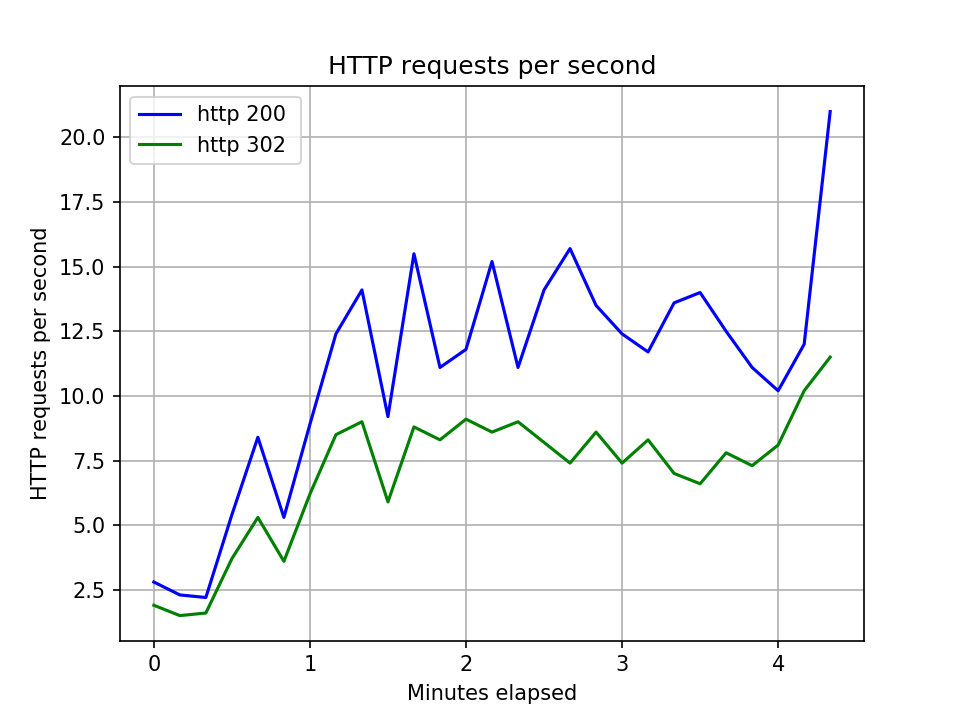 HTTP requests per second
http 200
http 302
HTTP requests per second
20.0
17.5
15.0
12.5
10.0
7.5
5.0
2.5
0 1 2 3 4
Minutes elapsed